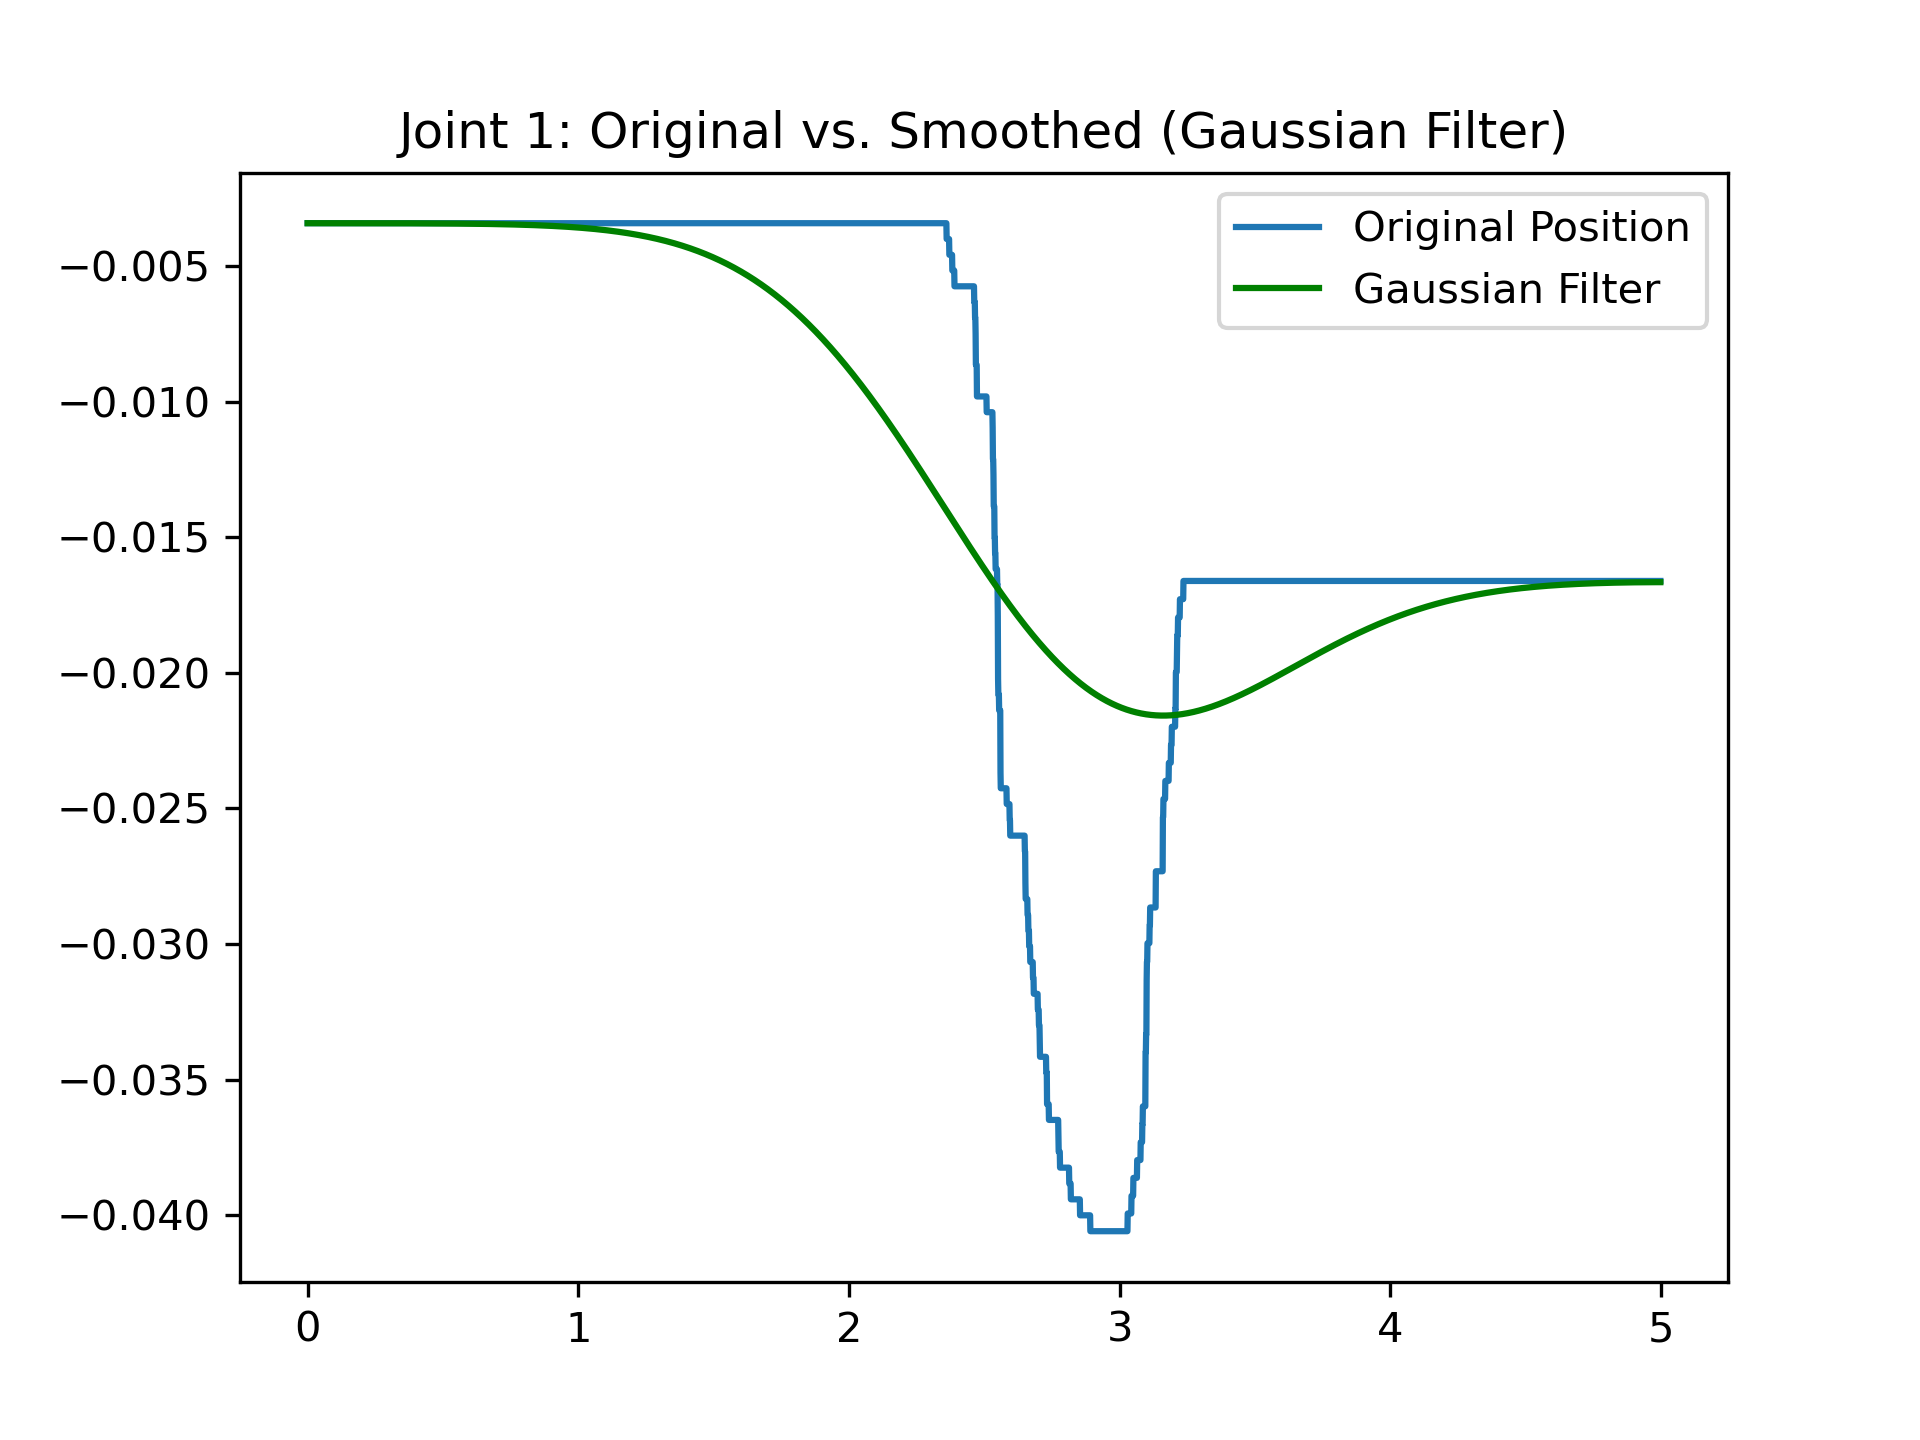 Joint 1: Original vs. Smoothed (Gaussian Filter)
Original Position
Gaussian Filter
−0.005
−0.010
−0.015
−0.020
−0.025
−0.030
−0.035
−0.040
0 1 2 3 4 5